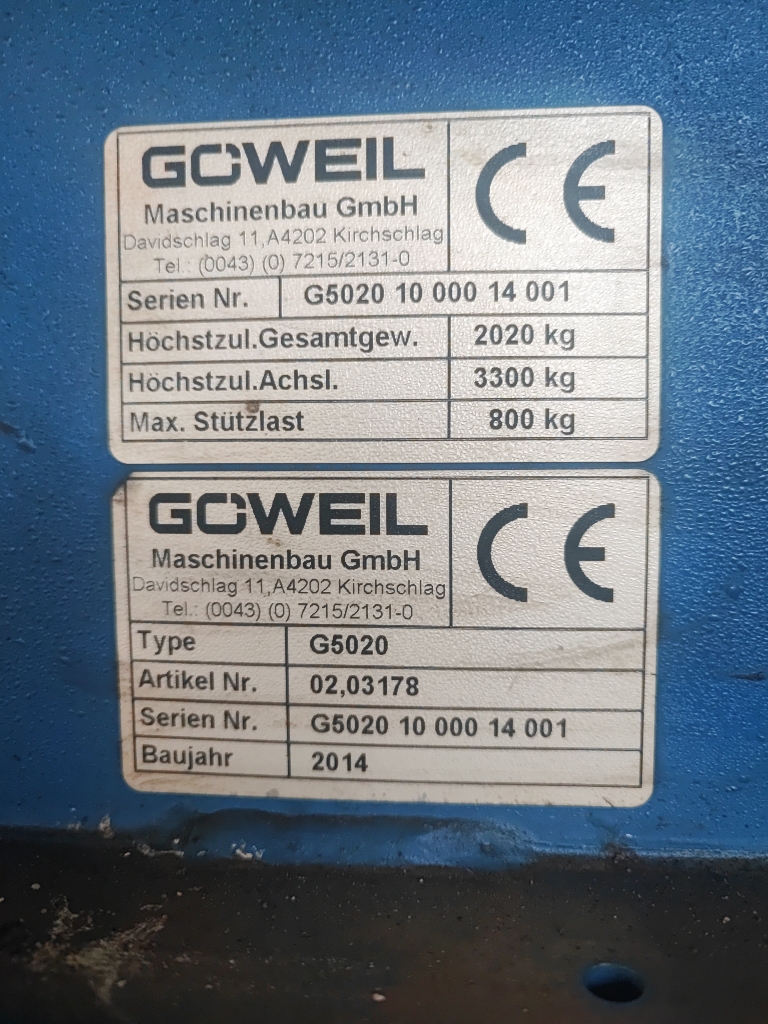 GÖWEIL
Maschinenbau GmbH
Davidschlag 11,A4202 Kirchschlag
Tel.: (0043) (0) 7215/2131-0
CE
Serien Nr. G5020 10 000 14 001
Höchstzul.Gesamtgew. 2020 kg
Höchstzul.Achsl. 3300 kg
Max. Stützlast 800 kg
GÖWEIL
Maschinenbau GmbH
Davidschlag 11,A4202 Kirchschlag
Tel.: (0043) (0) 7215/2131-0
CE
Type G5020
Artikel Nr. 02,03178
Serien Nr. G5020 10 000 14 001
Baujahr 2014